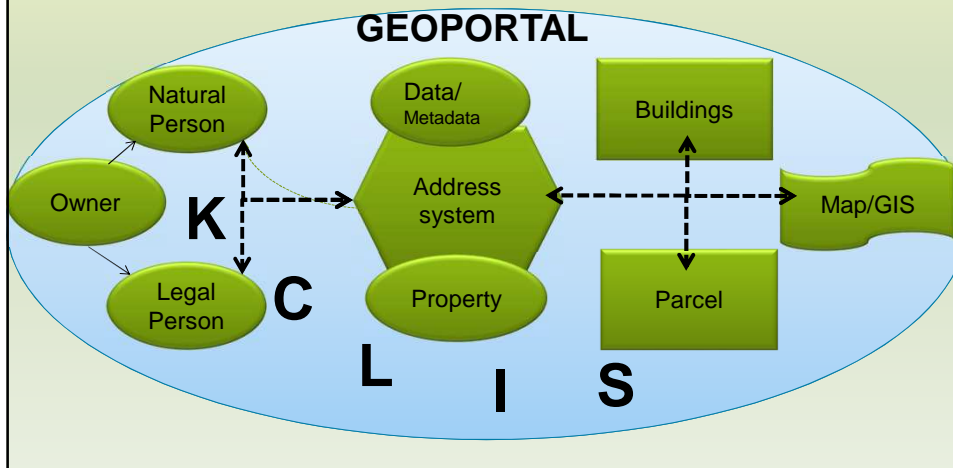 GEOPORTAL
Natural
Person
Data/
Metadata
Buildings
Owner
K
Address
system
Map/GIS
Legal
Person
C
Property
Parcel
L
I
S